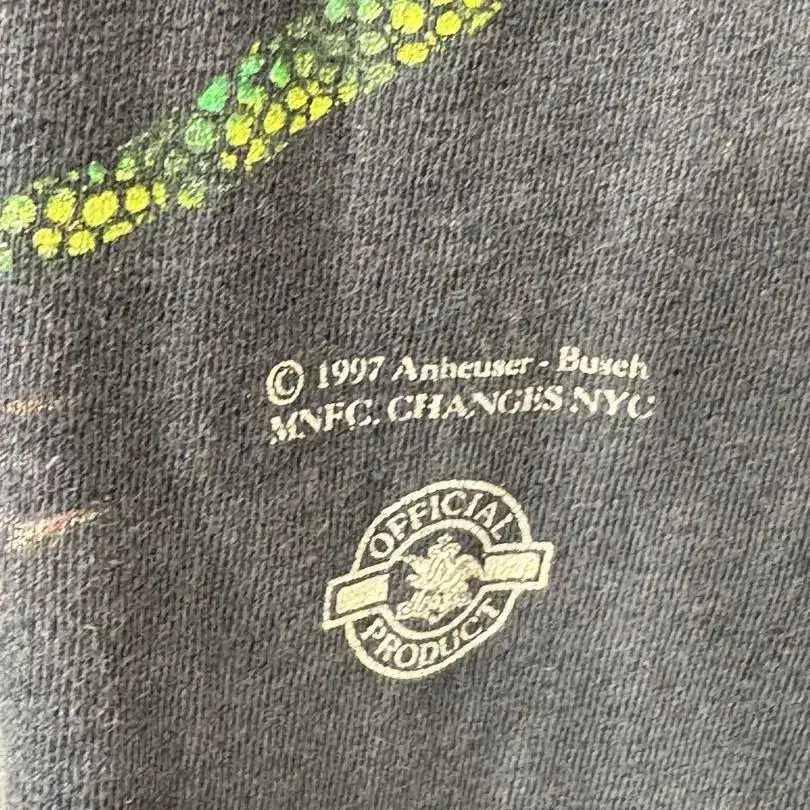 © 1997 Anheuser - Busch
MNFC. CHANGES NYC
OFFICIAL
PRODUCT